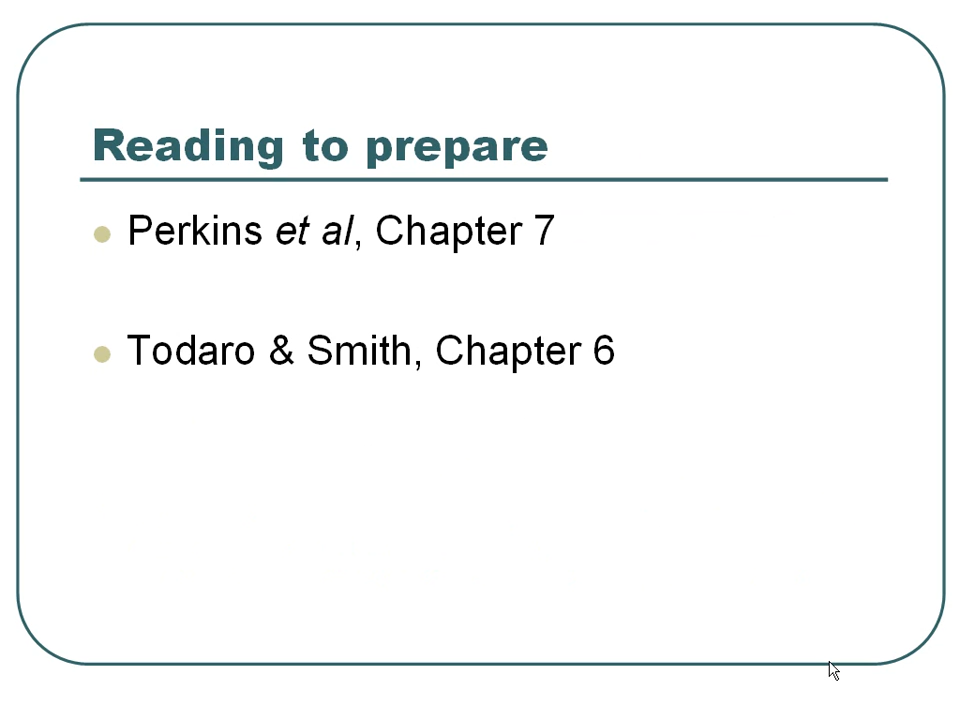 Reading to prepare
Perkins et al, Chapter 7
Todaro & Smith, Chapter 6